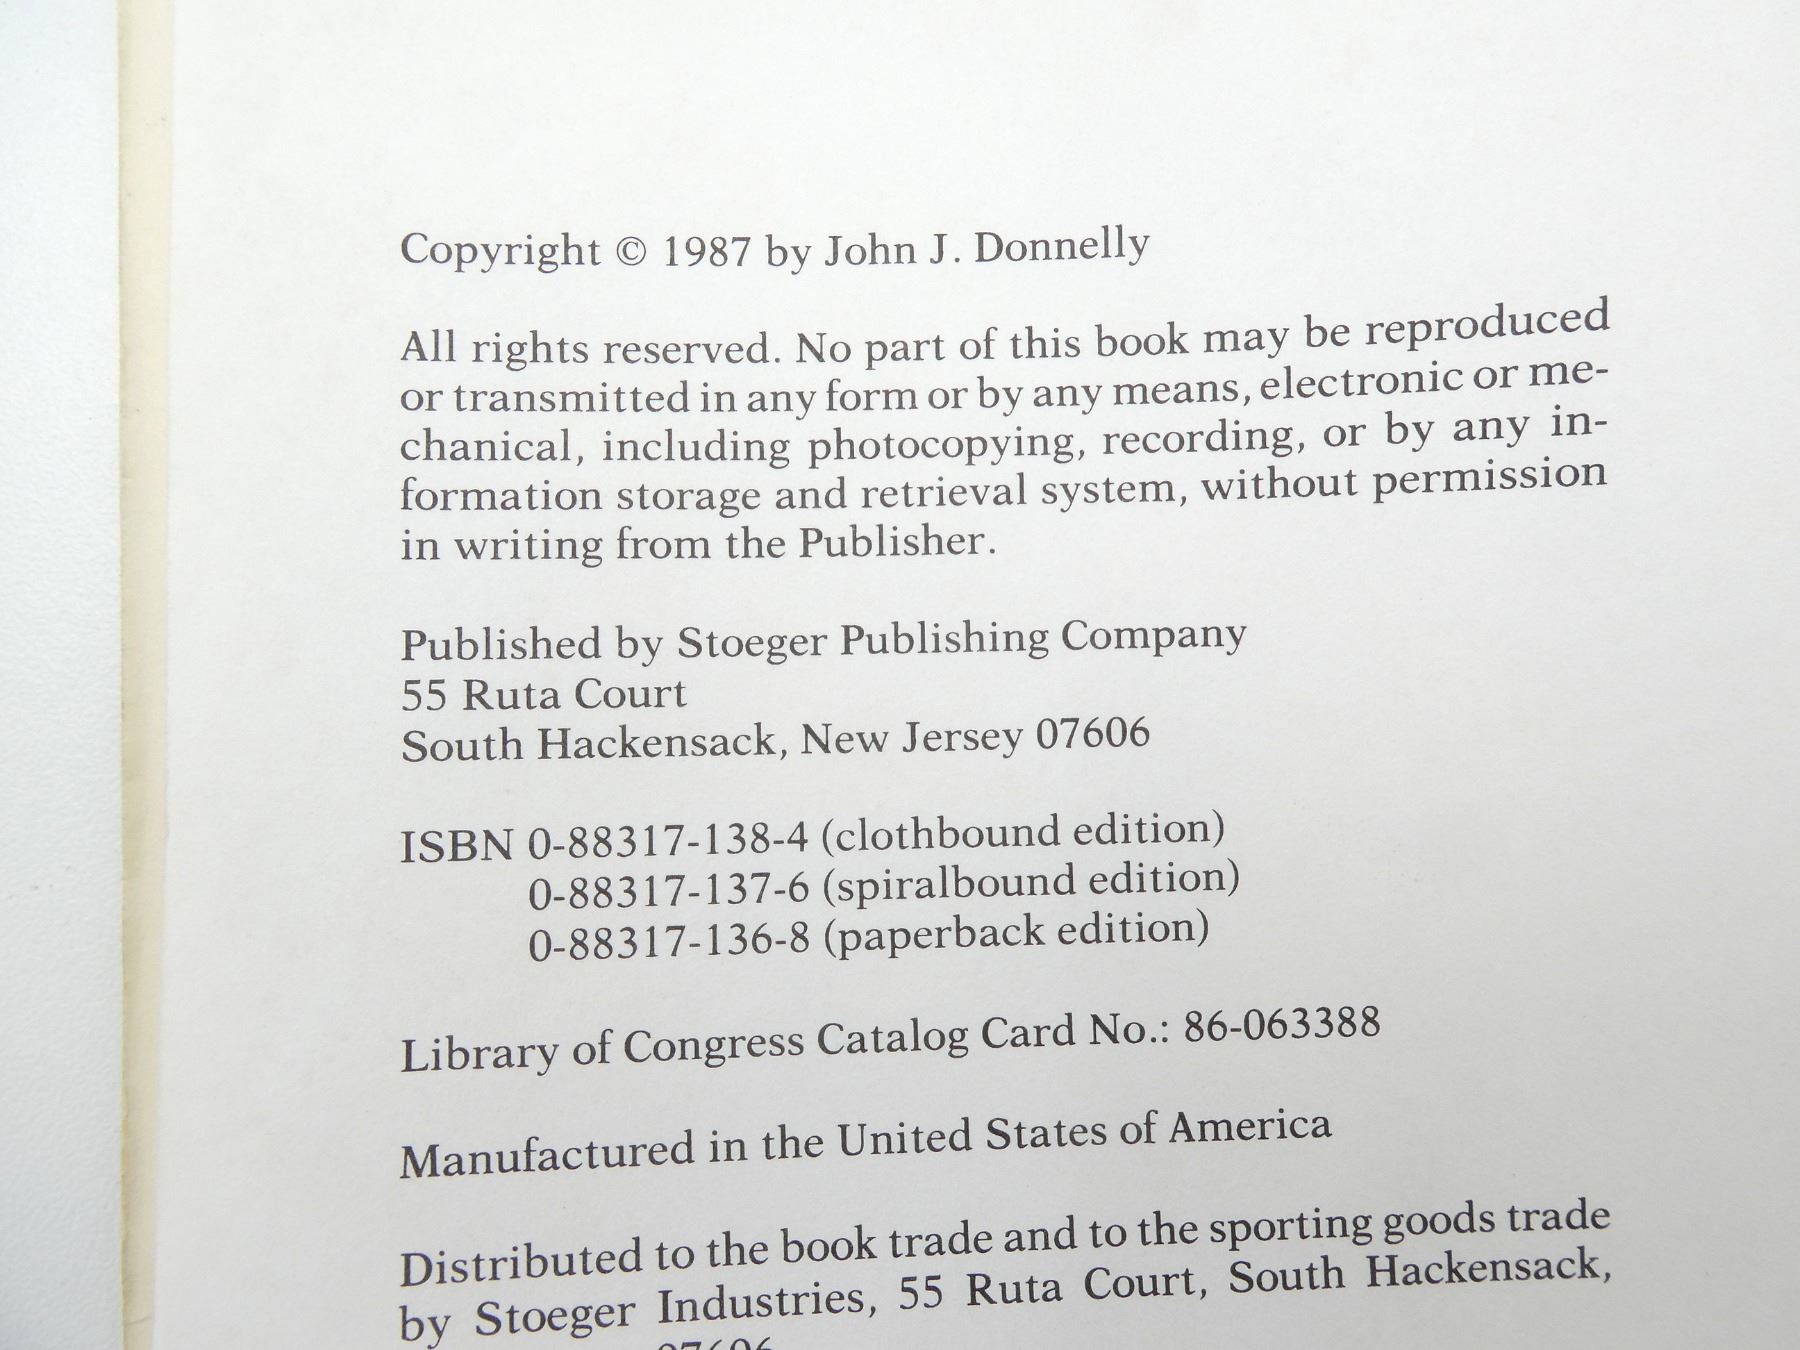 Copyright © 1987 by John J. Donnelly
All rights reserved. No part of this book may be reproduced
or transmitted in any form or by any means, electronic or me-
chanical, including photocopying, recording, or by any in-
formation storage and retrieval system, without permission
in writing from the Publisher.
Published by Stoeger Publishing Company
55 Ruta Court
South Hackensack, New Jersey 07606
ISBN 0-88317-138-4 (clothbound edition)
0-88317-137-6 (spiralbound edition)
0-88317-136-8 (paperback edition)
Library of Congress Catalog Card No.: 86-063388
Manufactured in the United States of America
Distributed to the book trade and to the sporting goods trade
by Stoeger Industries, 55 Ruta Court, South Hackensack,
07606